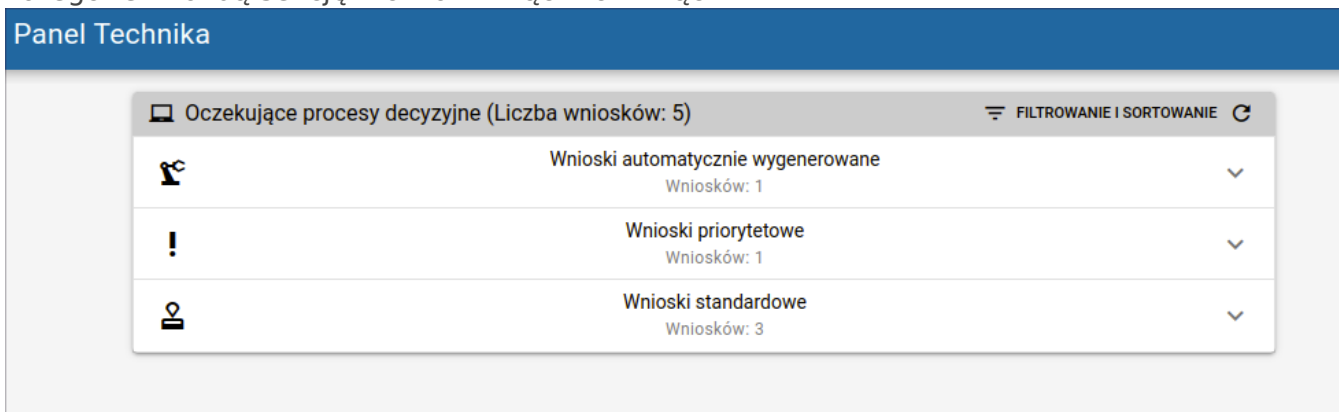 Panel Technika
Oczekujące procesy decyzyjne (Liczba wniosków: 5)
FILTROWANIE I SORTOWANIE
Wnioski automatycznie wygenerowane
Wniosków: 1
Wnioski priorytetowe
Wniosków: 1
Wnioski standardowe
Wniosków: 3